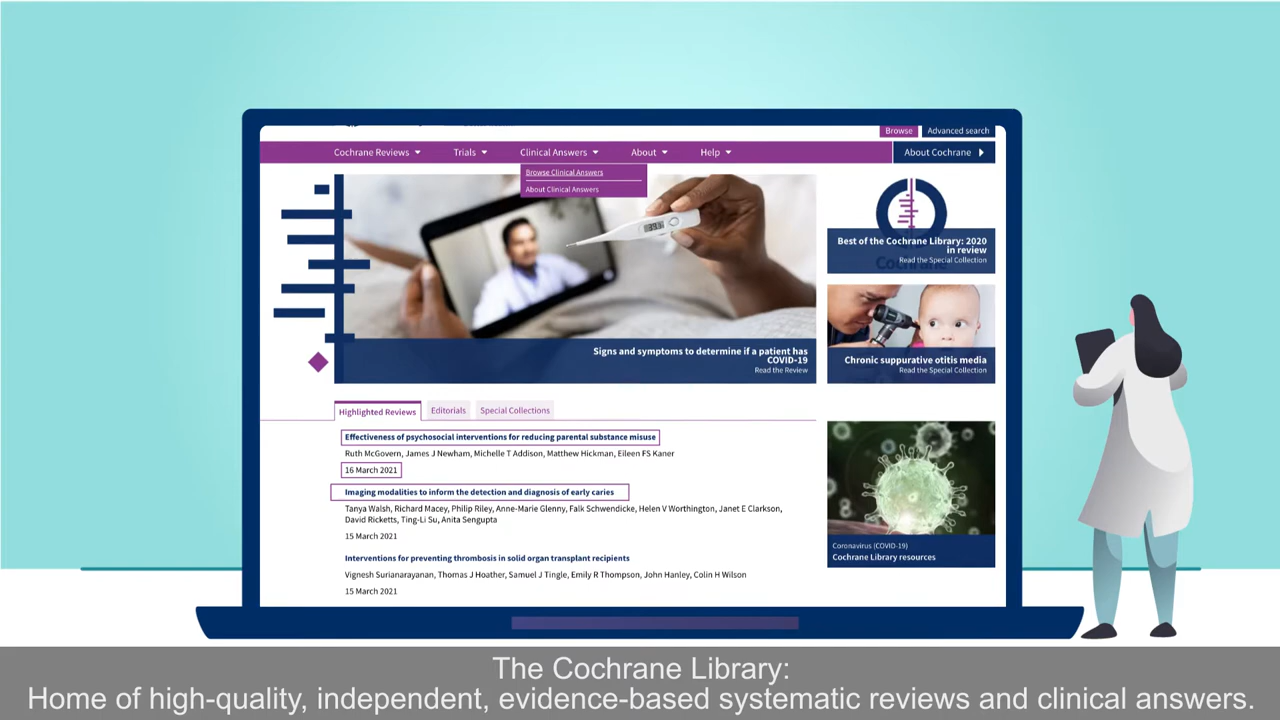 Browse
Advanced search
Cochrane Reviews
Trials
Clinical Answers
About
Help
About Cochrane
Browse Clinical Answers
About Clinical Answers
Signs and symptoms to determine if a patient has
COVID-19
Read the Review
Best of the Cochrane Library: 2020
in review
Read the Special Collection
Cochrane
Chronic suppurative otitis media
Read the Special Collection
Highlighted Reviews
Editorials
Special Collections
Effectiveness of psychosocial interventions for reducing parental substance misuse
Ruth McGovern, James J Newham, Michelle T Addison, Matthew Hickman, Eileen FS Kaner
16 March 2021
Imaging modalities to inform the detection and diagnosis of early caries
Tanya Walsh, Richard Macey, Philip Riley, Anne-Marie Glenny, Falk Schwendicke, Helen V Worthington, Janet E Clarkson,
David Ricketts, Ting-Li Su, Anita Sengupta
15 March 2021
Interventions for preventing thrombosis in solid organ transplant recipients
Vignesh Surianarayanan, Thomas J Hoather, Samuel J Tingle, Emily R Thompson, John Hanley, Colin H Wilson
15 March 2021
Coronavirus (COVID-19)
Cochrane Library resources
The Cochrane Library:
Home of high-quality, independent, evidence-based systematic reviews and clinical answers.